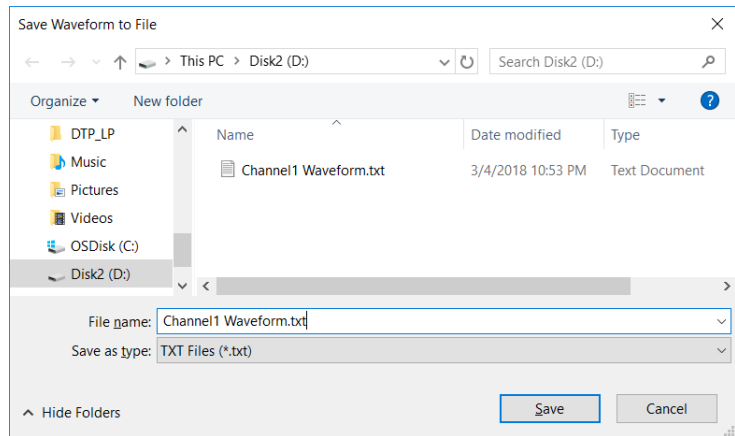 Save Waveform to File
This PC > Disk2 (D:)
Search Disk2 (D:)
Organize
New folder
?
DTP_LP
Music
Pictures
Videos
OSDisk (C:)
Disk2 (D:)
Name Date modified Type
Channel1 Waveform.txt 3/4/2018 10:53 PM Text Document
File name: Channel1 Waveform.txt
Save as type: TXT Files (*.txt)
Hide Folders
Save
Cancel